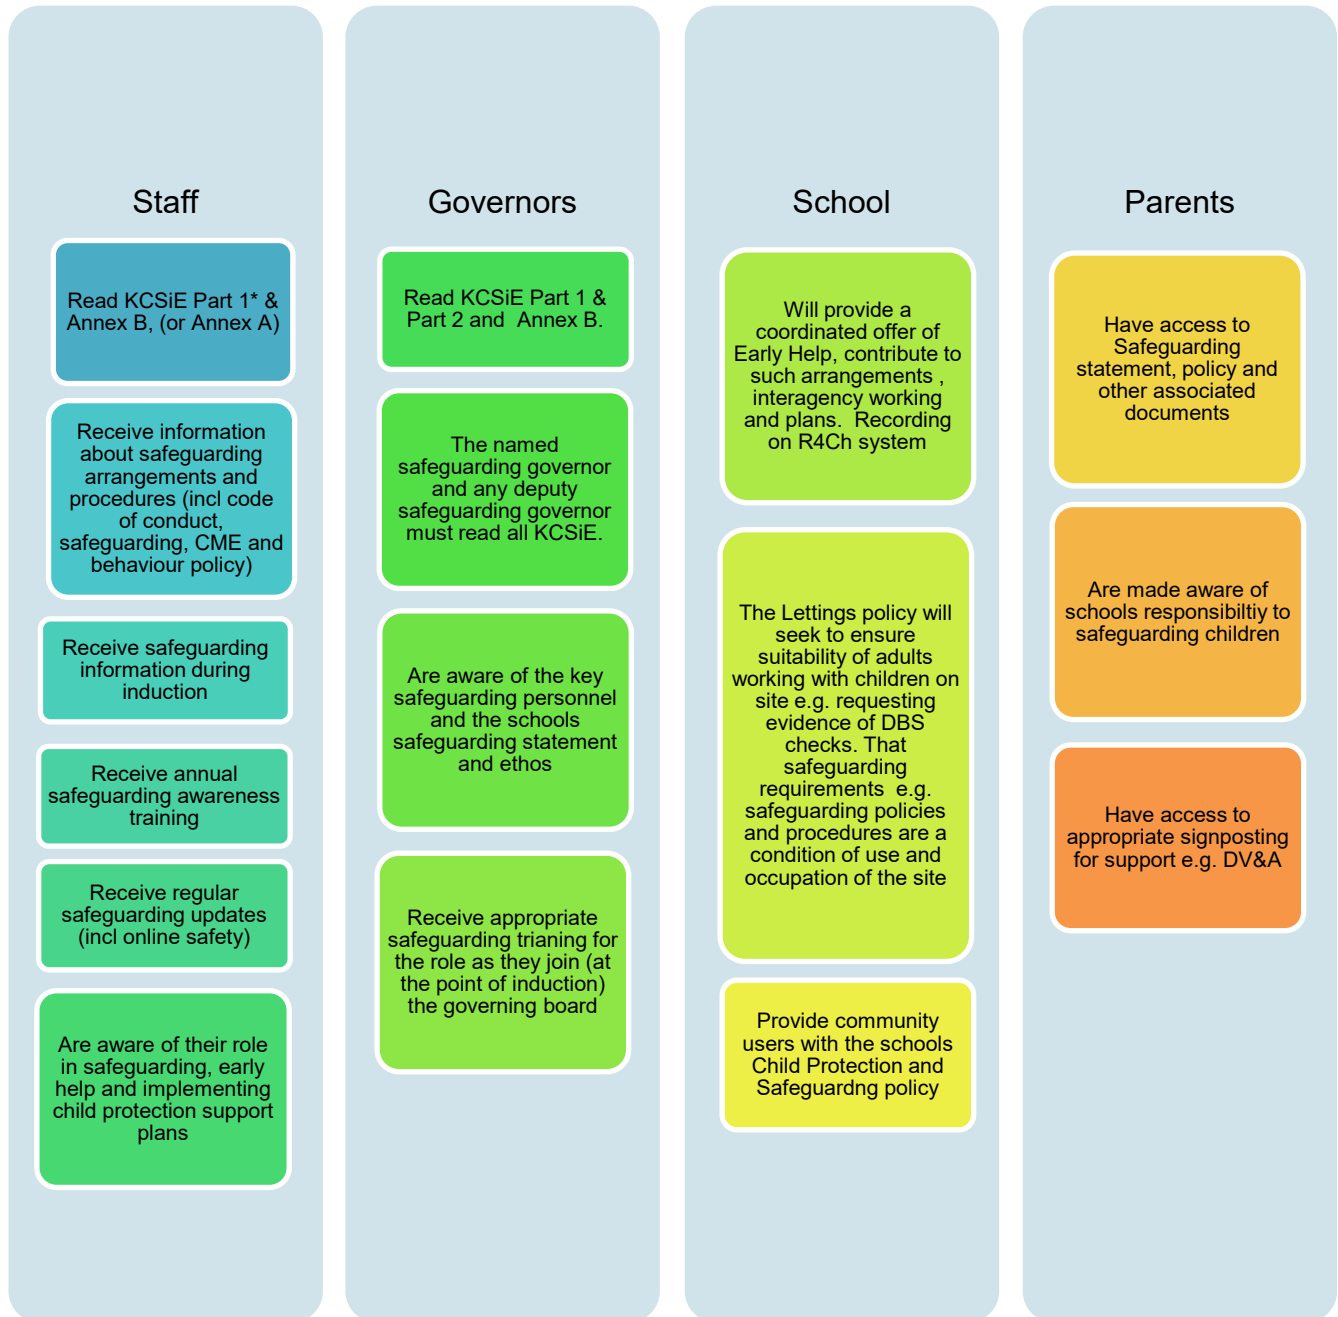 Staff
Read KCSiE Part 1* &
Annex B, (or Annex A)
Receive information
about safeguarding
arrangements and
procedures (incl code
of conduct,
safeguarding, CME and
behaviour policy)
Receive safeguarding
information during
induction
Receive annual
safeguarding awareness
training
Receive regular
safeguarding updates
(incl online safety)
Are aware of their role
in safeguarding, early
help and implementing
child protection support
plans
Governors
Read KCSiE Part 1 &
Part 2 and Annex B.
The named
safeguarding governor
and any deputy
safeguarding governor
must read all KCSiE.
Are aware of the key
safeguarding personnel
and the schools
safeguarding statement
and ethos
Receive appropriate
safeguarding trianing for
the role as they join (at
the point of induction)
the governing board
School
Will provide a
coordinated offer of
Early Help, contribute to
such arrangements ,
interagency working
and plans. Recording
on R4Ch system
The Lettings policy will
seek to ensure
suitability of adults
working with children on
site e.g. requesting
evidence of DBS
checks. That
safeguarding
requirements e.g.
safeguarding policies
and procedures are a
condition of use and
occupation of the site
Provide community
users with the schools
Child Protection and
Safeguardng policy
Parents
Have access to
Safeguarding
statement, policy and
other associated
documents
Are made aware of
schools responsibiltiy to
safeguarding children
Have access to
appropriate signposting
for support e.g. DV&A